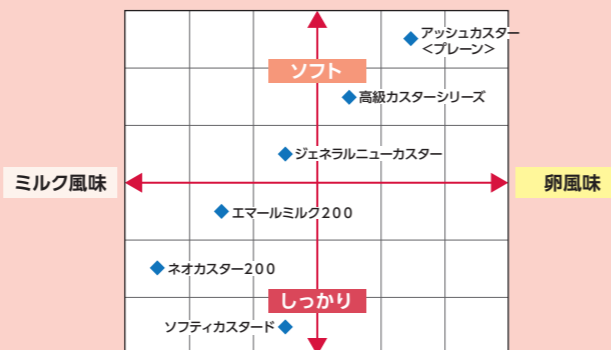 アッシュカスター
＜プレーン＞
ソフト
高級カスターシリーズ
ジェネラルニューカスター
ミルク風味
卵風味
エマールミルク200
ネオカスター200
しっかり
ソフティカスタード